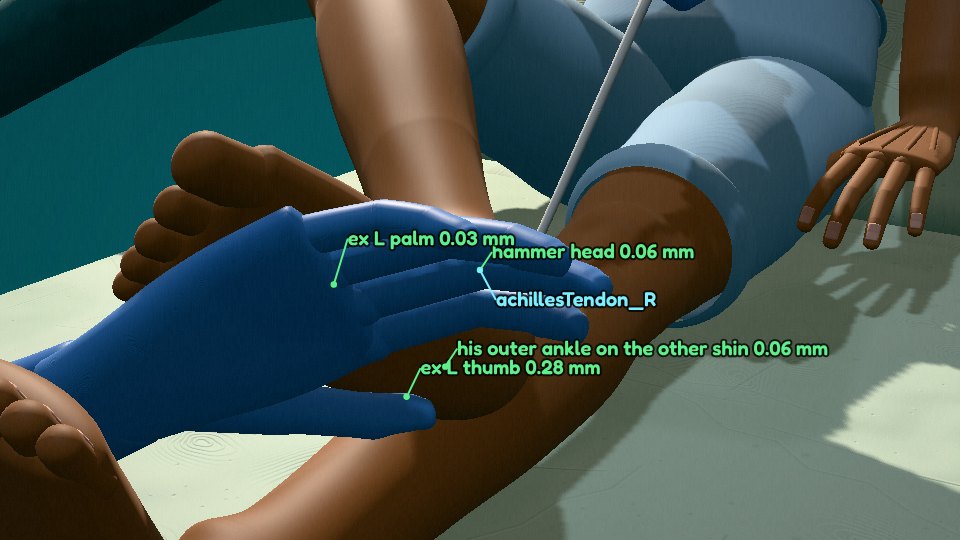 ex L palm 0.03 mm
hammer head 0.06 mm
achillesTendon_R
his outer ankle on the other shin 0.06 mm
ex L thumb 0.28 mm